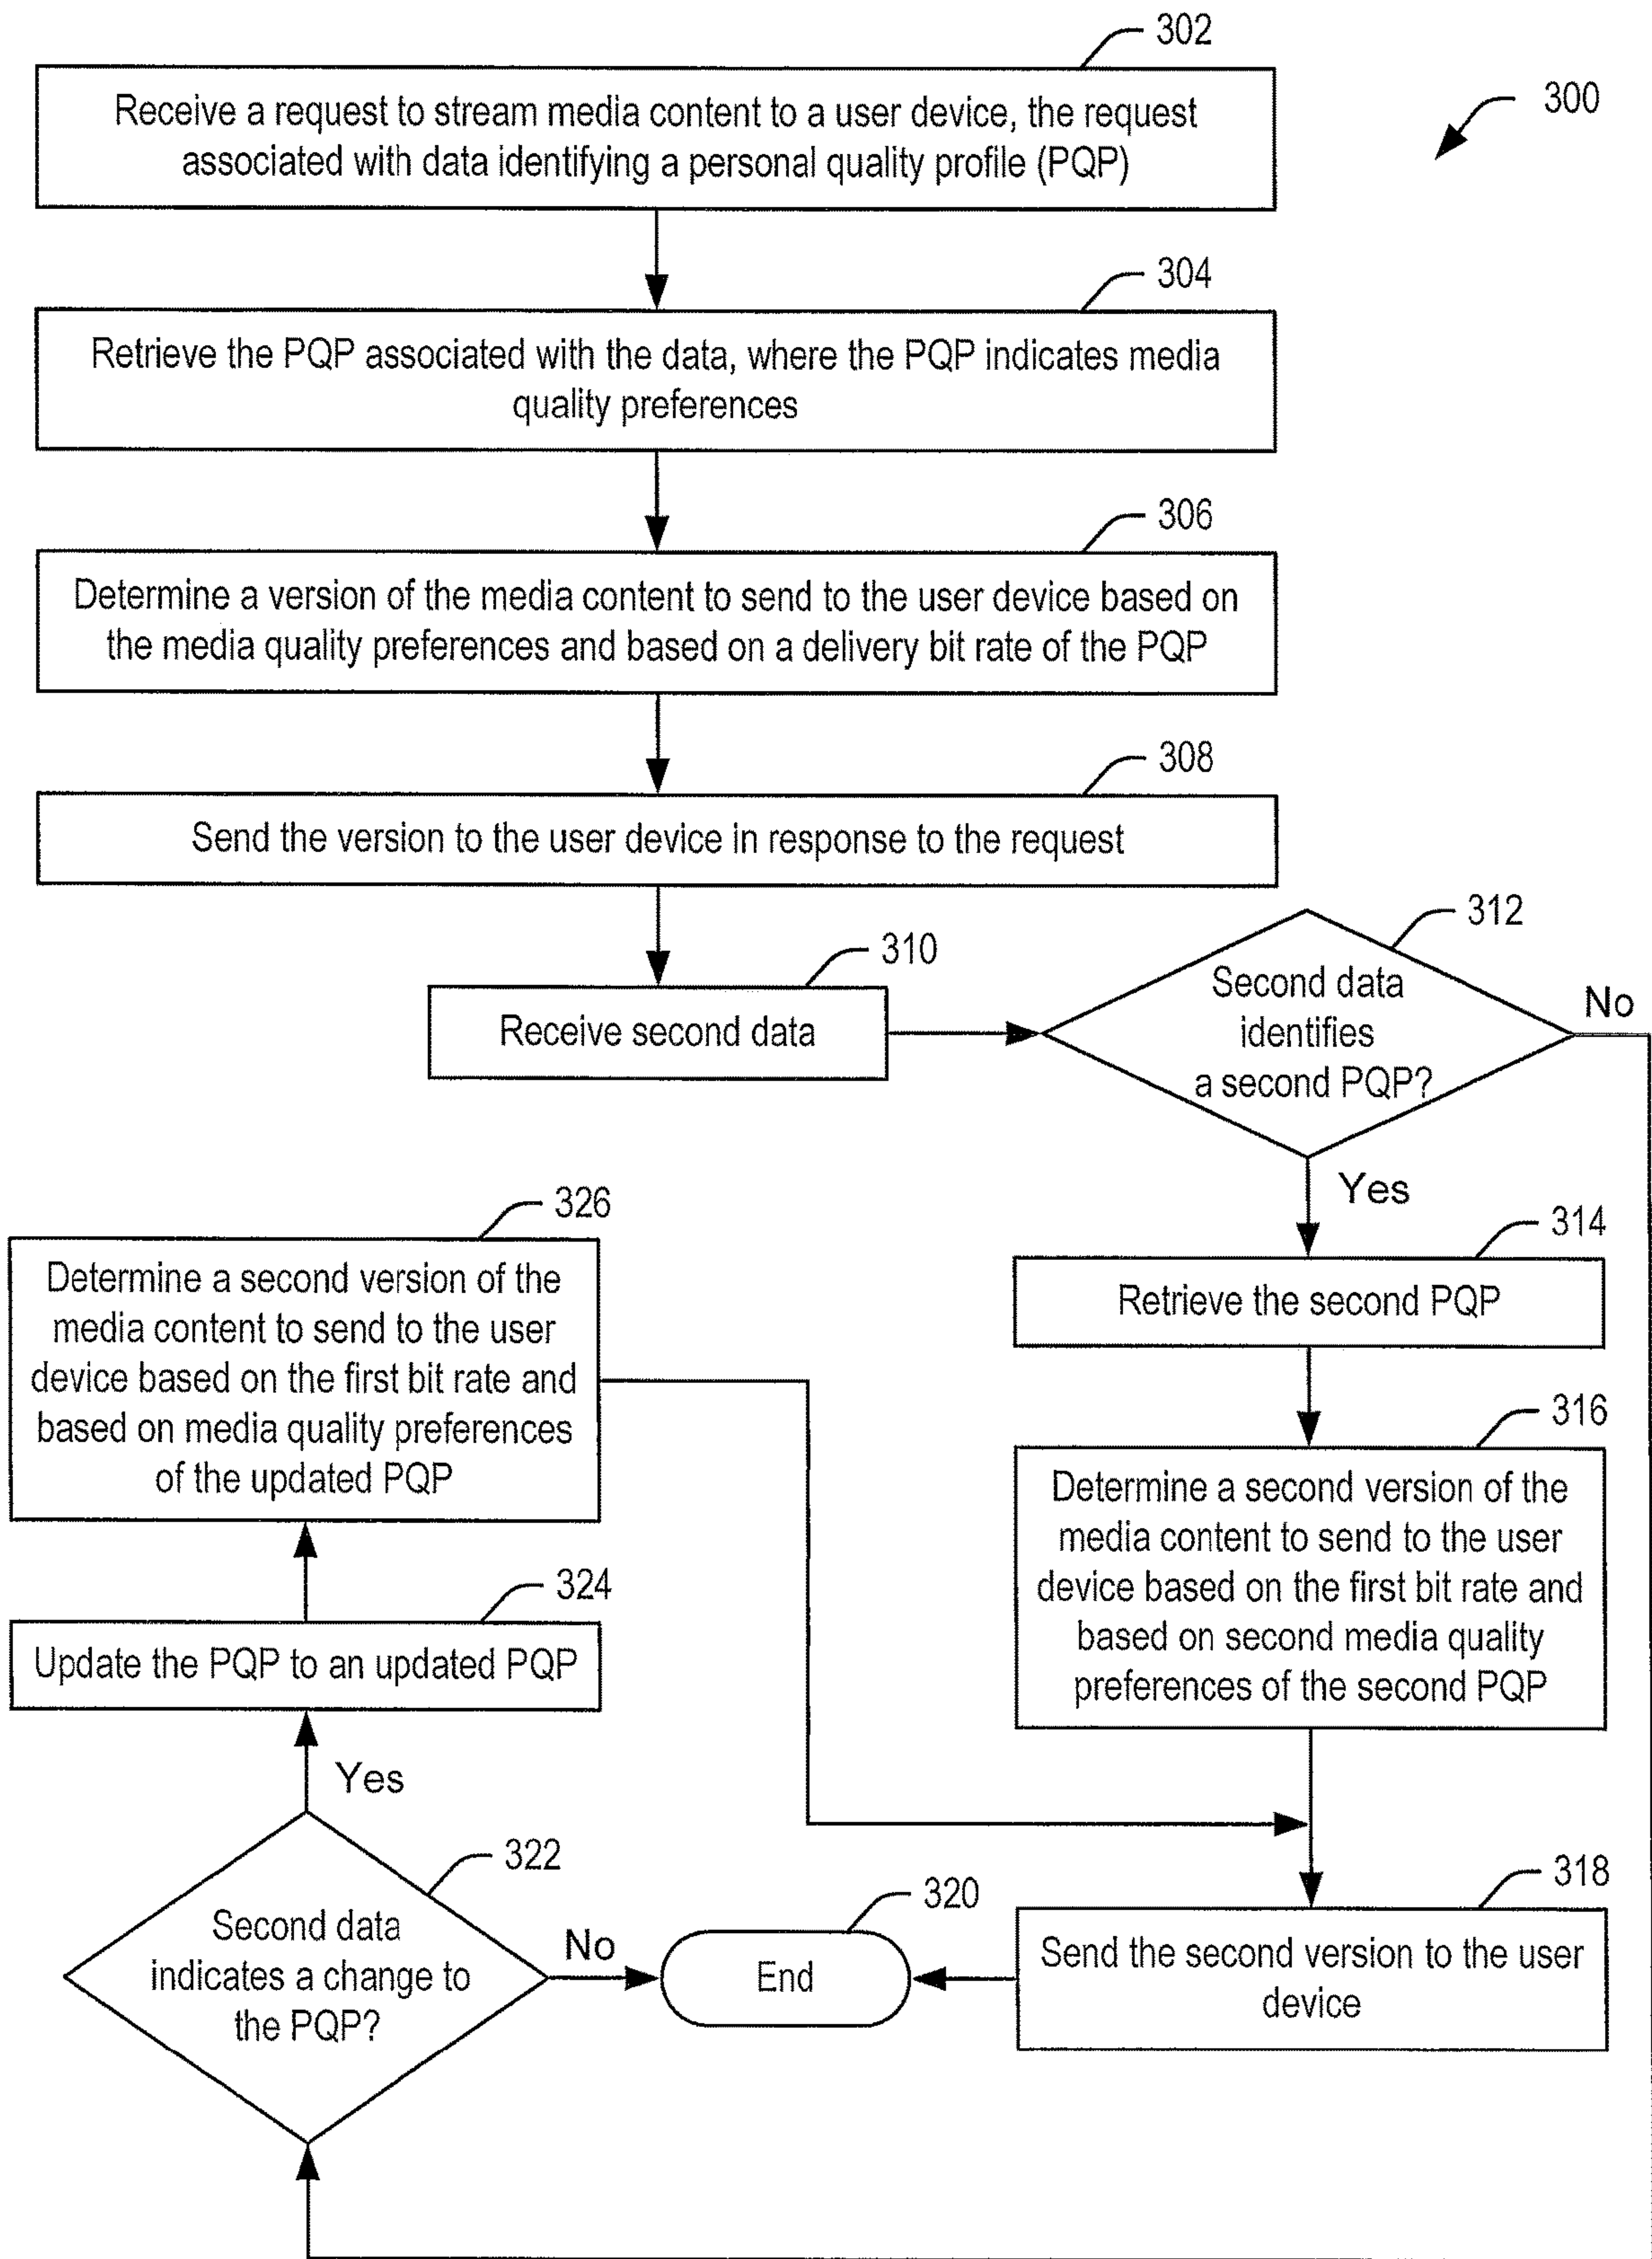 302
300
Receive a request to stream media content to a user device, the request
associated with data identifying a personal quality profile (PQP)
304
Retrieve the PQP associated with the data, where the PQP indicates media
quality preferences
306
Determine a version of the media content to send to the user device based on
the media quality preferences and based on a delivery bit rate of the PQP
308
Send the version to the user device in response to the request
310
Receive second data
312
Second data
identifies
a second PQP?
No
Yes
314
Retrieve the second PQP
316
Determine a second version of the
media content to send to the user
device based on the first bit rate and
based on second media quality
preferences of the second PQP
318
Send the second version to the user
device
320
End
322
Second data
indicates a change to
the PQP?
No
Yes
324
Update the PQP to an updated PQP
326
Determine a second version of the
media content to send to the user
device based on the first bit rate and
based on media quality preferences
of the updated PQP